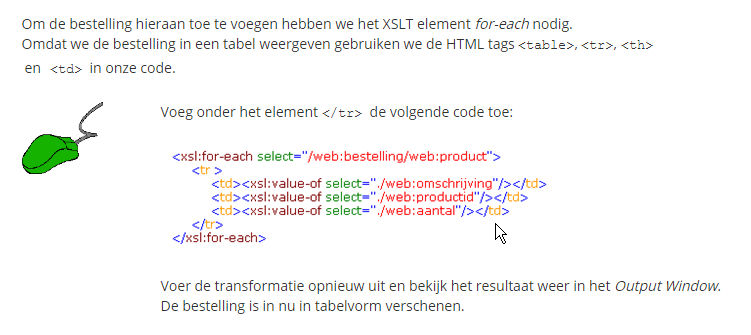 Om de bestelling hieraan toe te voegen hebben we het XSLT element for-each nodig.
Omdat we de bestelling in een tabel weergeven gebruiken we de HTML tags <table>, <tr>, <th>
en <td> in onze code.
Voeg onder het element </tr> de volgende code toe:
<xsl:for-each select="/web:bestelling/web:product">
<tr >
<td><xsl:value-of select="./web:omschrijving"/></td>
<td><xsl:value-of select="./web:productid"/></td>
<td><xsl:value-of select="./web:aantal"/></td>
</tr>
</xsl:for-each>
Voer de transformatie opnieuw uit en bekijk het resultaat weer in het Output Window.
De bestelling is in nu in tabelvorm verschenen.